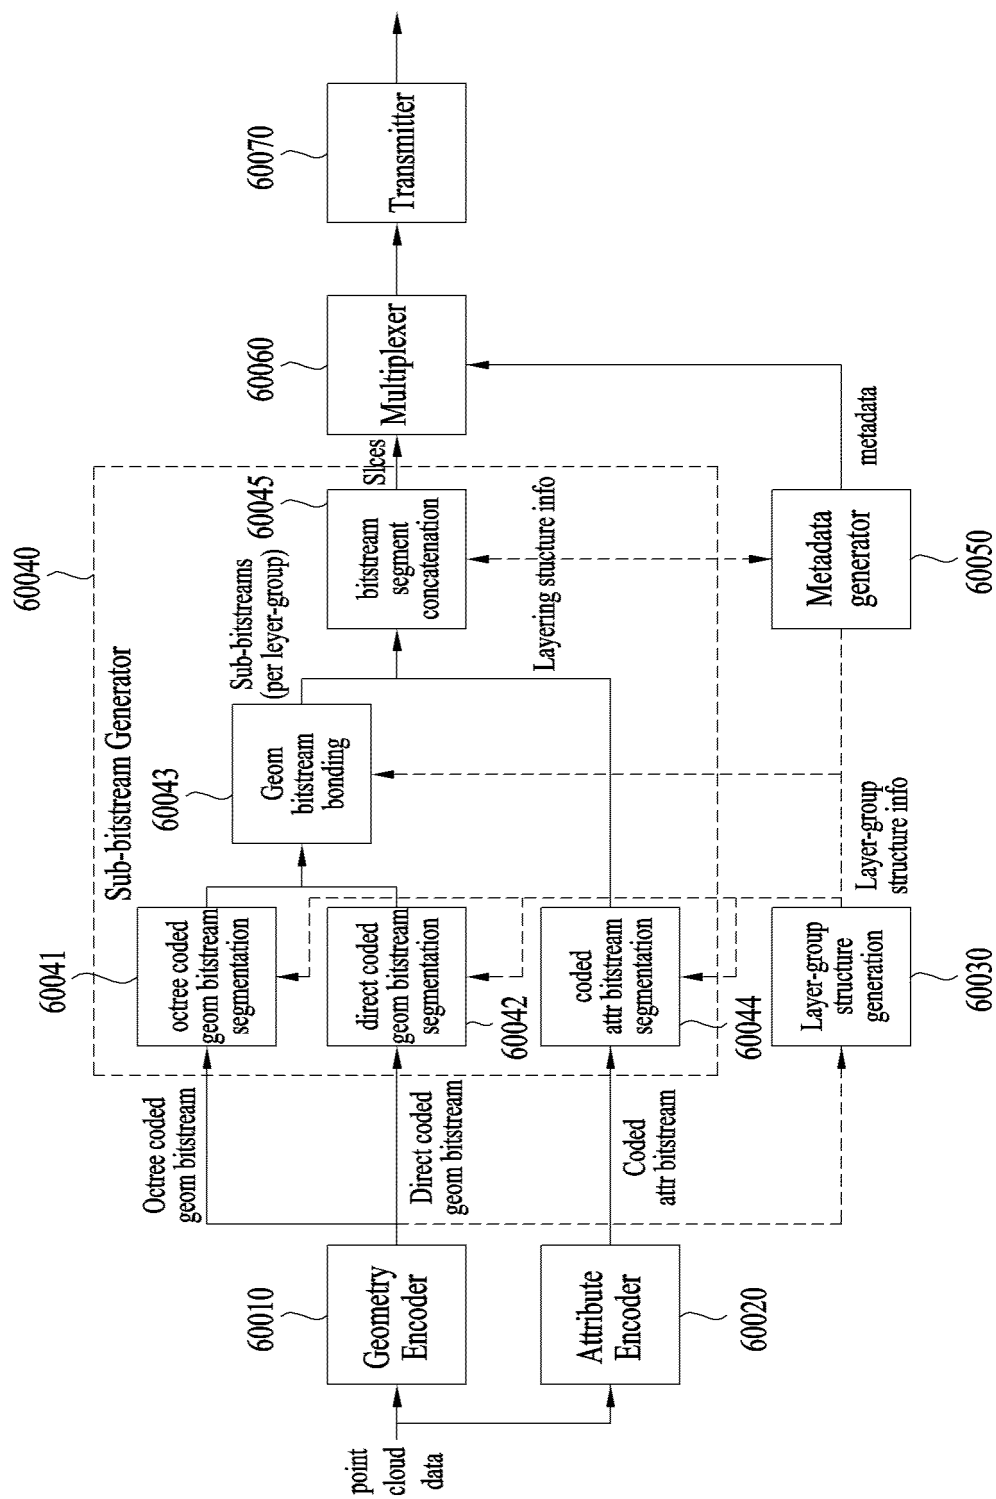 point
cloud
data
60010
Geometry
Encoder
60020
Attribute
Encoder
Octree coded
geom bitstream
Direct coded
geom bitstream
Coded
attr bitstream
60040
Sub-bitstream Generator
60041
octree coded
geom bitstream
segmentation
direct coded
geom bitstream
segmentation
60042
coded
attr bitstream
segmentation
60044
Layer-group
structure
generation
60030
60043
Geom
bitstream
bonding
Sub-bitstreams
(per leyer-group)
60045
bitstream
segment
concatenation
Layering stucture info
Layer-group
structure info
Metadata
generator
60050
metadata
Slces
60060
Multiplexer
60070
Transmitter